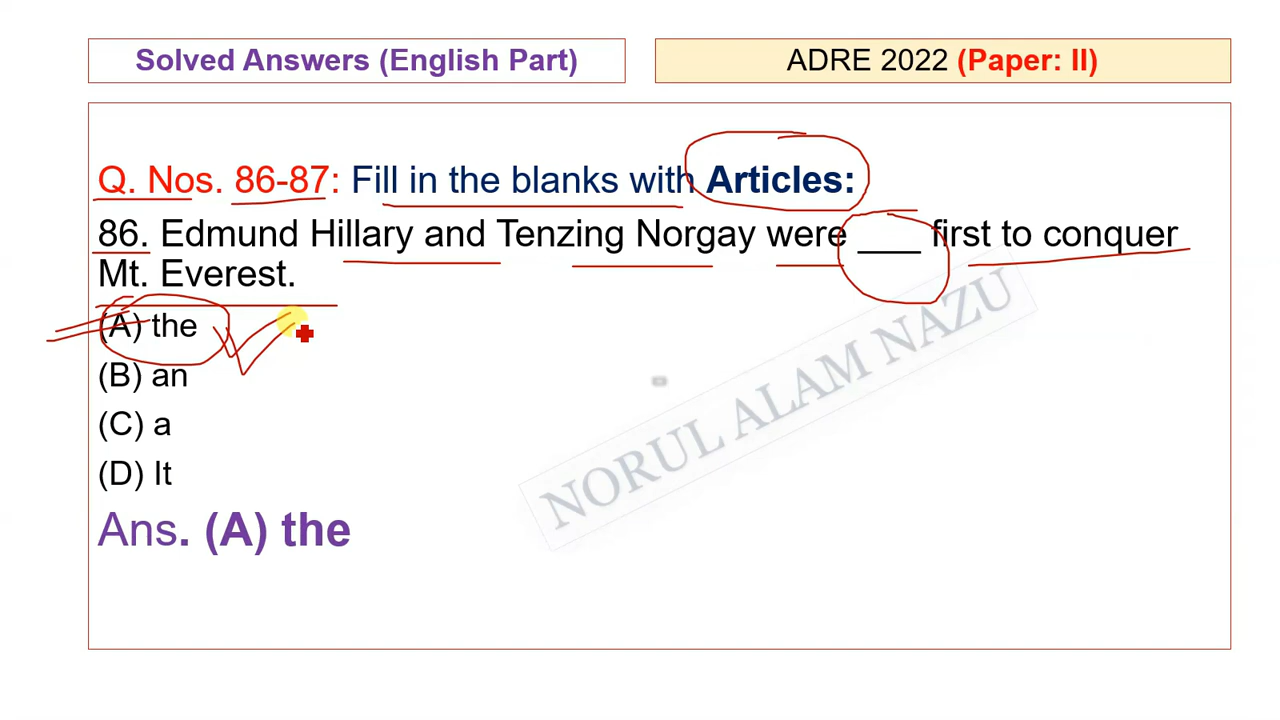 Solved Answers (English Part)
ADRE 2022 (Paper: II)
Q. Nos. 86-87: Fill in the blanks with Articles:
86. Edmund Hillary and Tenzing Norgay were ___ first to conquer
Mt. Everest.
(A) the
(B) an
(C) a
(D) It
Ans. (A) the
NORUL ALAM NAZU